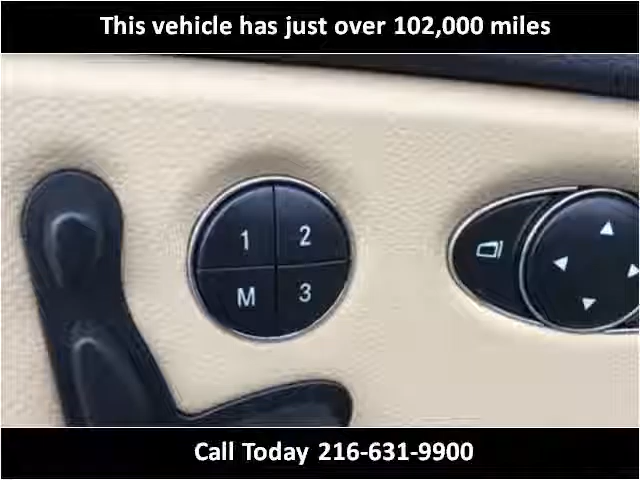 This vehicle has just over 102,000 miles
1 2
M 3
Call Today 216-631-9900